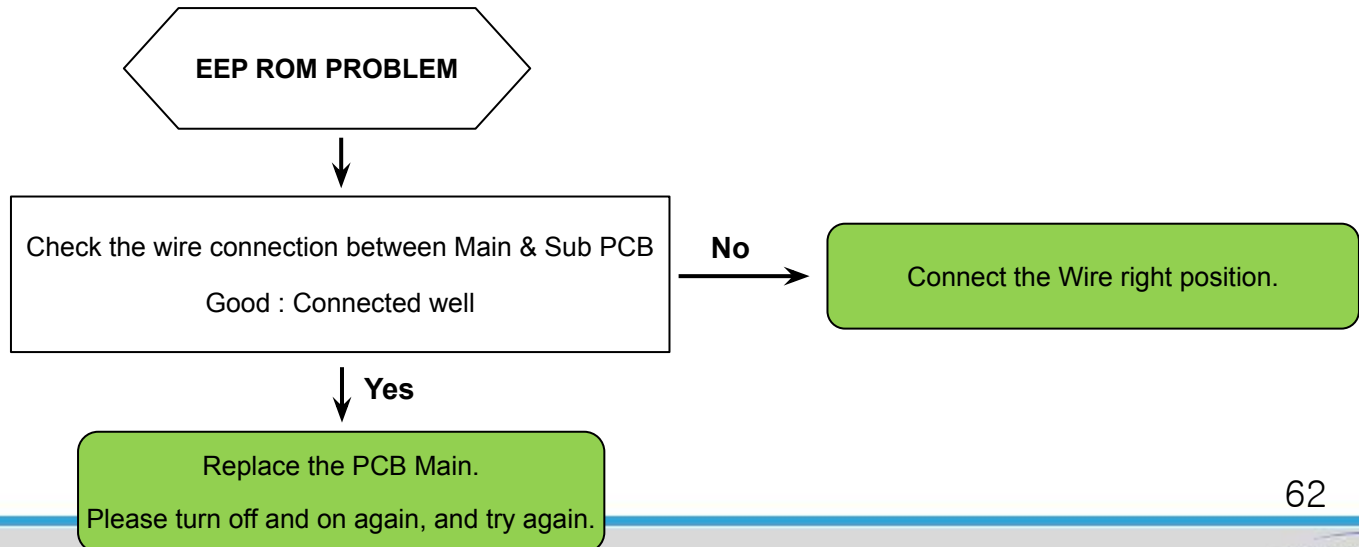 EEP ROM PROBLEM
Check the wire connection between Main & Sub PCB
Good : Connected well
No
Connect the Wire right position.
Yes
Replace the PCB Main.
Please turn off and on again, and try again.
62